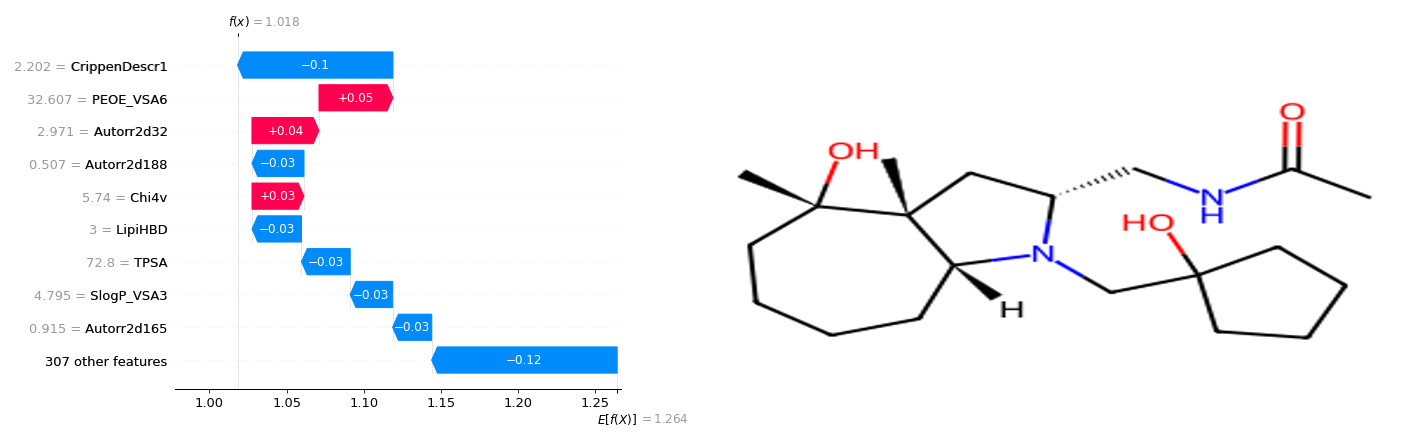 f(x) = 1.018
2.202 = CrippenDescr1
−0.1
32.607 = PEOE_VSA6
+0.05
2.971 = Autorr2d32
+0.04
0.507 = Autorr2d188
−0.03
5.74 = Chi4v
+0.03
3 = LipiHBD
−0.03
72.8 = TPSA
−0.03
4.795 = SlogP_VSA3
−0.03
0.915 = Autorr2d165
−0.03
307 other features
−0.12
1.00 1.05 1.10 1.15 1.20 1.25
E[f(X)] = 1.264
O
OH
N
H
HO
N
H